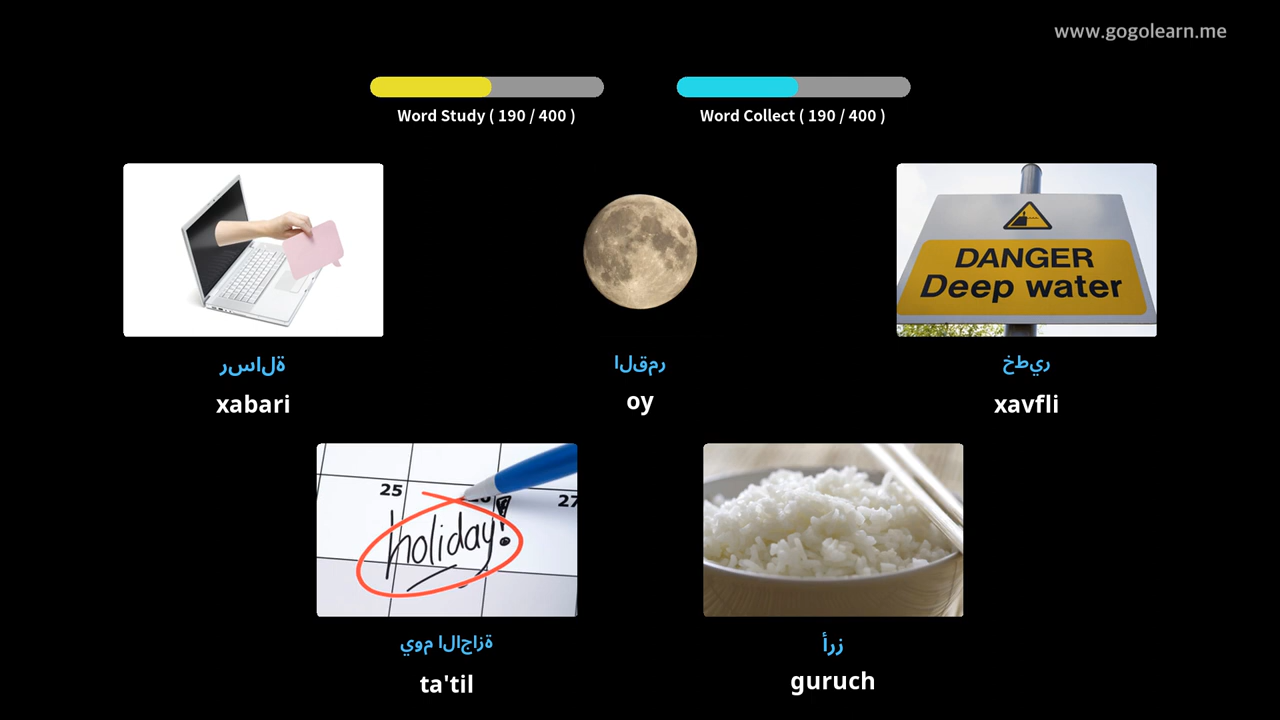 www.gogolearn.me
Word Study ( 190 / 400 )
Word Collect ( 190 / 400 )
DANGER
Deep water
رسالة
القمر
خطير
xabari
oy
xavfli
25
27
holiday!
يوم الاجازة
أرز
ta'til
guruch